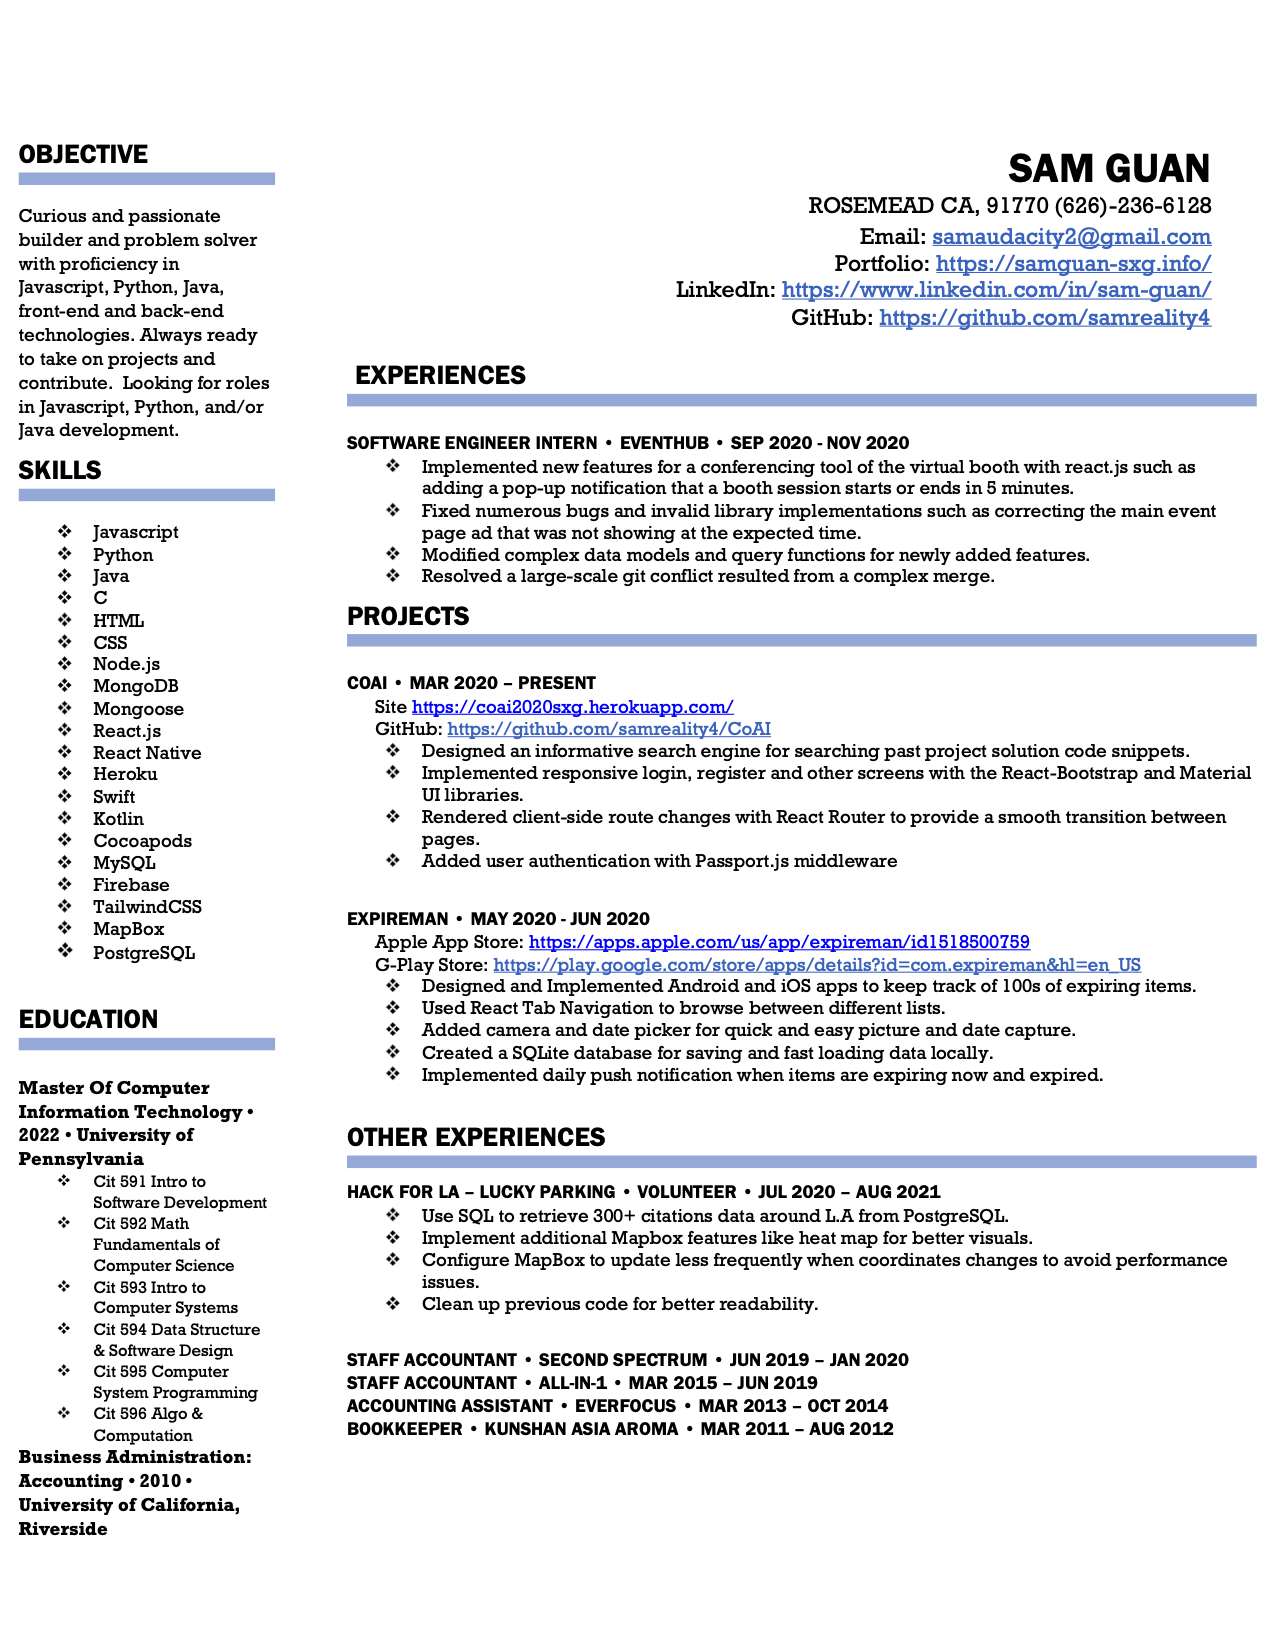 OBJECTIVE
Curious and passionate
builder and problem solver
with proficiency in
Javascript, Python, Java,
front-end and back-end
technologies. Always ready
to take on projects and
contribute.  Looking for roles
in Javascript, Python, and/or
Java development.
SKILLS
❖ Javascript
❖ Python
❖ Java
❖ C
❖ HTML
❖ CSS
❖ Node.js
❖ MongoDB
❖ Mongoose
❖ React.js
❖ React Native
❖ Heroku
❖ Swift
❖ Kotlin
❖ Cocoapods
❖ MySQL
❖ Firebase
❖ TailwindCSS
❖ MapBox
❖ PostgreSQL
EDUCATION
Master Of Computer
Information Technology •
2022 • University of
Pennsylvania
❖ Cit 591 Intro to
Software Development
❖ Cit 592 Math
Fundamentals of
Computer Science
❖ Cit 593 Intro to
Computer Systems
❖ Cit 594 Data Structure
& Software Design
❖ Cit 595 Computer
System Programming
❖ Cit 596 Algo &
Computation
Business Administration:
Accounting • 2010 •
University of California,
Riverside
SAM GUAN
ROSEMEAD CA, 91770 (626)-236-6128
Email: samaudacity2@gmail.com
Portfolio: https://samguan-sxg.info/
LinkedIn: https://www.linkedin.com/in/sam-guan/
GitHub: https://github.com/samreality4
EXPERIENCES
SOFTWARE ENGINEER INTERN • EVENTHUB • SEP 2020 - NOV 2020
❖ Implemented new features for a conferencing tool of the virtual booth with react.js such as
adding a pop-up notification that a booth session starts or ends in 5 minutes.
❖ Fixed numerous bugs and invalid library implementations such as correcting the main event
page ad that was not showing at the expected time.
❖ Modified complex data models and query functions for newly added features.
❖ Resolved a large-scale git conflict resulted from a complex merge.
PROJECTS
COAI • MAR 2020 – PRESENT
Site https://coai2020sxg.herokuapp.com/
GitHub: https://github.com/samreality4/CoAI
❖ Designed an informative search engine for searching past project solution code snippets.
❖ Implemented responsive login, register and other screens with the React-Bootstrap and Material
UI libraries.
❖ Rendered client-side route changes with React Router to provide a smooth transition between
pages.
❖ Added user authentication with Passport.js middleware
EXPIREMAN • MAY 2020 - JUN 2020
Apple App Store: https://apps.apple.com/us/app/expireman/id1518500759
G-Play Store: https://play.google.com/store/apps/details?id=com.expireman&hl=en_US
❖ Designed and Implemented Android and iOS apps to keep track of 100s of expiring items.
❖ Used React Tab Navigation to browse between different lists.
❖ Added camera and date picker for quick and easy picture and date capture.
❖ Created a SQLite database for saving and fast loading data locally.
❖ Implemented daily push notification when items are expiring now and expired.
OTHER EXPERIENCES
HACK FOR LA – LUCKY PARKING • VOLUNTEER • JUL 2020 – AUG 2021
❖ Use SQL to retrieve 300+ citations data around L.A from PostgreSQL.
❖ Implement additional Mapbox features like heat map for better visuals.
❖ Configure MapBox to update less frequently when coordinates changes to avoid performance
issues.
❖ Clean up previous code for better readability.
STAFF ACCOUNTANT • SECOND SPECTRUM • JUN 2019 – JAN 2020
STAFF ACCOUNTANT • ALL-IN-1 • MAR 2015 – JUN 2019
ACCOUNTING ASSISTANT • EVERFOCUS • MAR 2013 – OCT 2014
BOOKKEEPER • KUNSHAN ASIA AROMA • MAR 2011 – AUG 2012